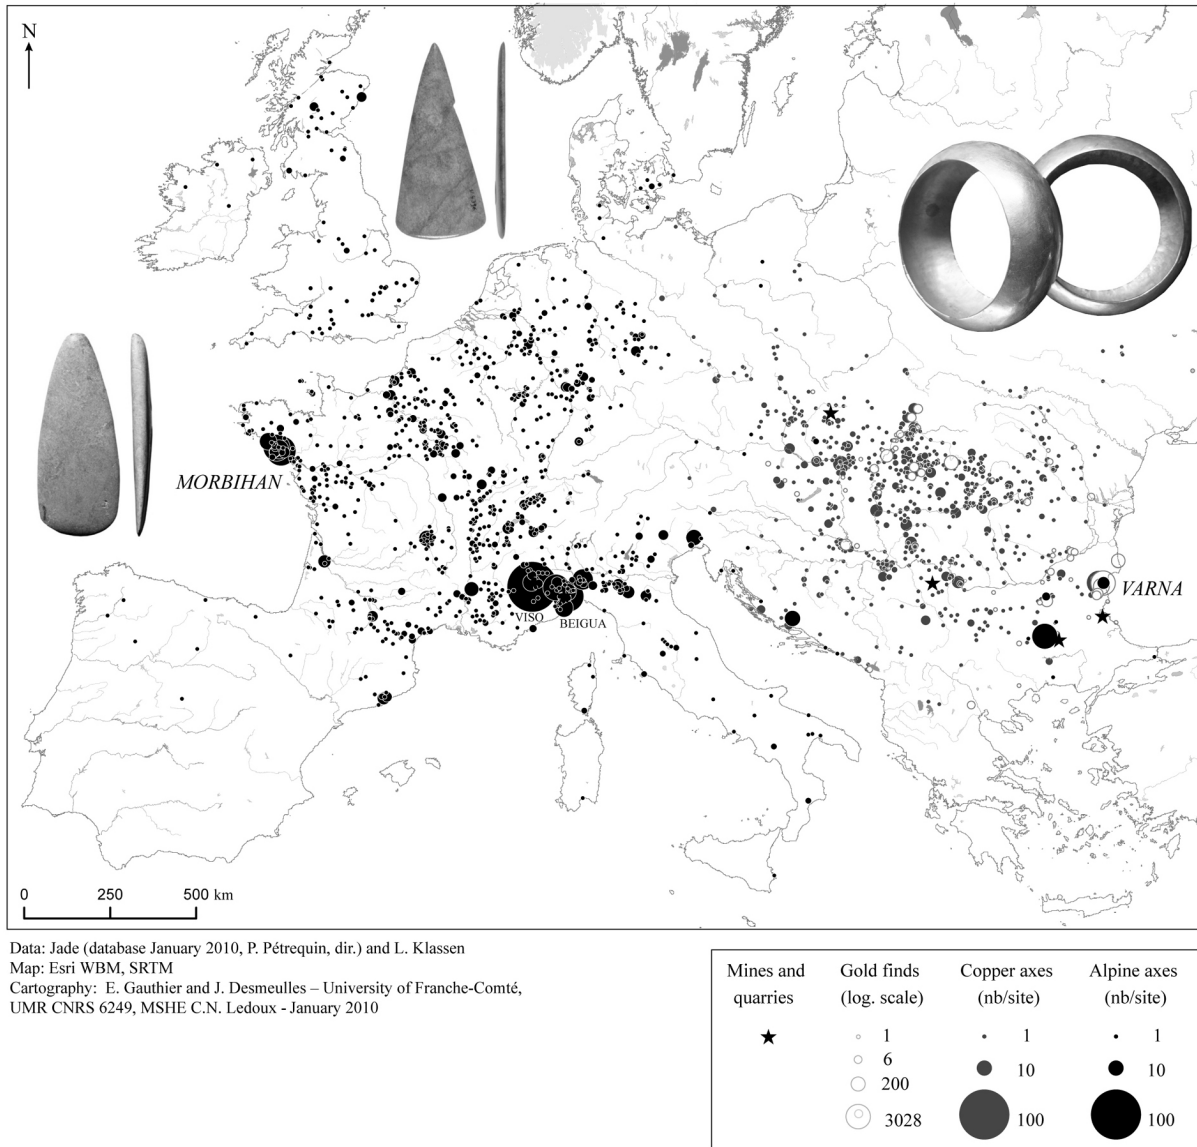 N
MORBIHAN
VISO
BEIGUA
VARNA
0 250 500 km
Data: Jade (database January 2010, P. Pétrequin, dir.) and L. Klassen
Map: Esri WBM, SRTM
Cartography: E. Gauthier and J. Desmeulles – University of Franche-Comté,
UMR CNRS 6249, MSHE C.N. Ledoux - January 2010
Mines and
quarries
Gold finds
(log. scale)
1
6
200
3028
Copper axes
(nb/site)
1
10
100
Alpine axes
(nb/site)
1
10
100